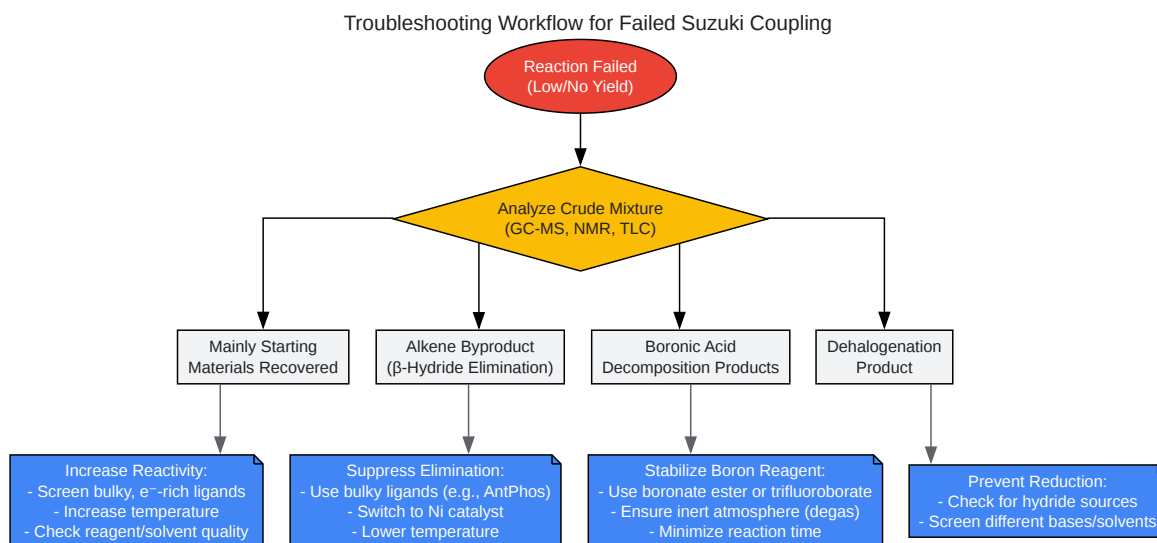 Troubleshooting Workflow for Failed Suzuki Coupling
Reaction Failed
(Low/No Yield)
Analyze Crude Mixture
(GC-MS, NMR, TLC)
Mainly Starting
Materials Recovered
Alkene Byproduct
(β-Hydride Elimination)
Boronic Acid
Decomposition Products
Dehalogenation
Product
Increase Reactivity:
- Screen bulky, e⁻-rich ligands
- Increase temperature
- Check reagent/solvent quality
Suppress Elimination:
- Use bulky ligands (e.g., AntPhos)
- Switch to Ni catalyst
- Lower temperature
Stabilize Boron Reagent:
- Use boronate ester or trifluoroborate
- Ensure inert atmosphere (degas)
- Minimize reaction time
Prevent Reduction:
- Check for hydride sources
- Screen different bases/solvents